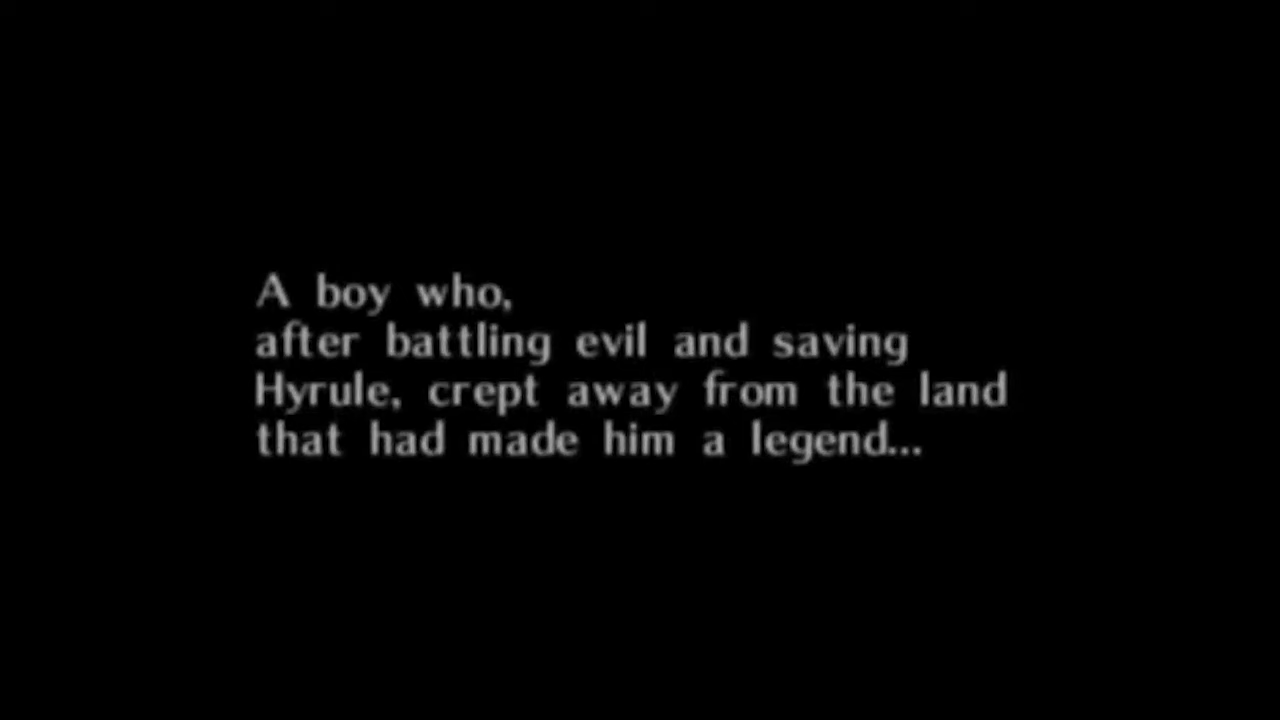 A boy who,
after battling evil and saving
Hyrule, crept away from the land
that had made him a legend...